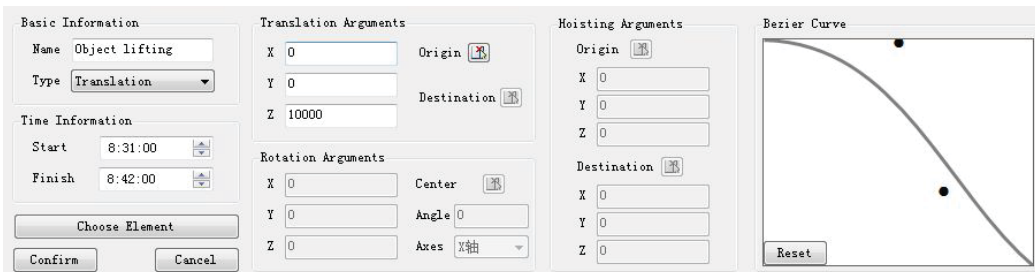 Basic Information
Name Object lifting
Type Translation
Time Information
Start 8:31:00
Finish 8:42:00
Choose Element
Confirm Cancel
Translation Arguments
X 0 Origin
Y 0
Destination
Z 10000
Rotation Arguments
X 0 Center
Y 0 Angle 0
Z 0 Axes X轴
Hoisting Arguments
Origin
X 0
Y 0
Z 0
Destination
X 0
Y 0
Z 0
Bezier Curve
Reset